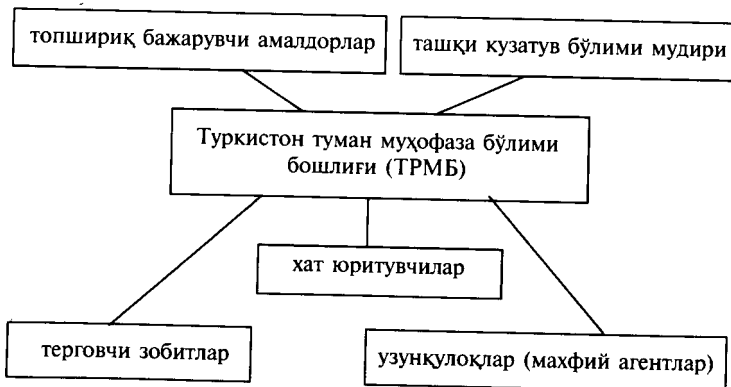 топшириқ бажарувчи амалдорлар
ташқи кузатув бўлими мудири
Туркистон туман муҳофаза бўлими
бошлиғи (ТРМБ)
хат юритувчилар
терговчи зобитлар
узунқулоқлар (махфий агентлар)